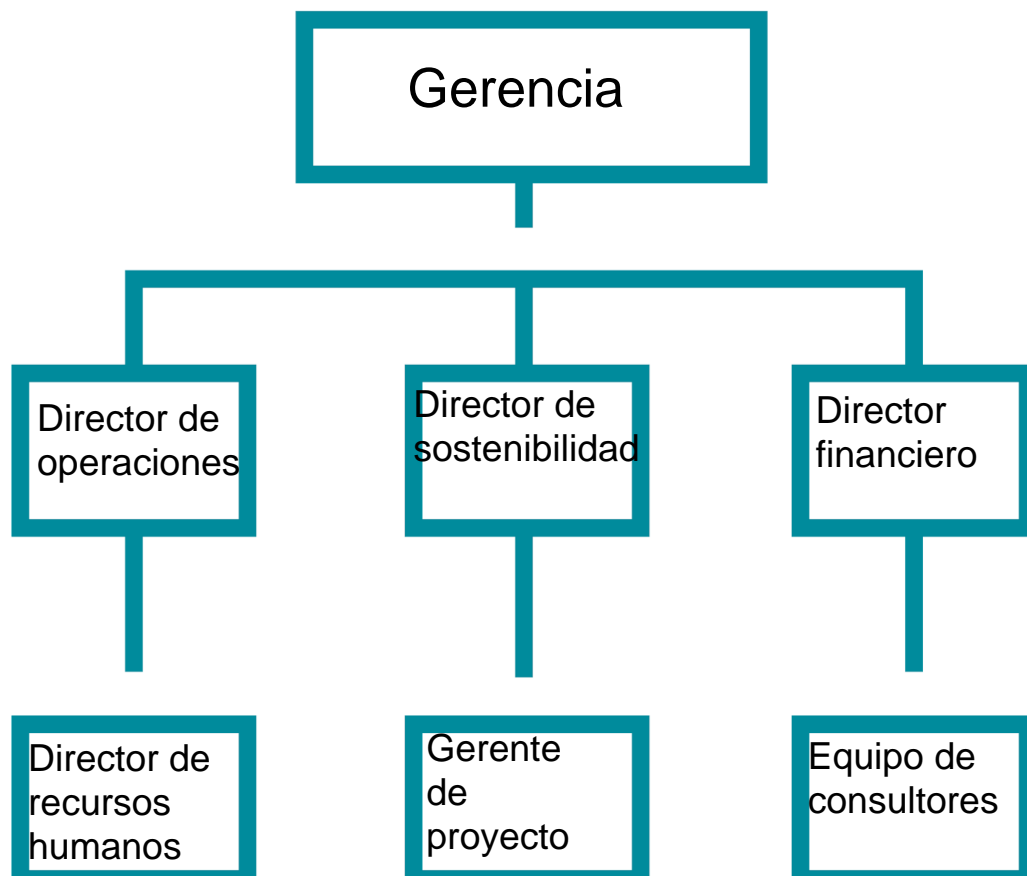 Gerencia
Director de
operaciones
Director de
sostenibilidad
Director
financiero
Director de
recursos
humanos
Gerente
de
proyecto
Equipo de
consultores